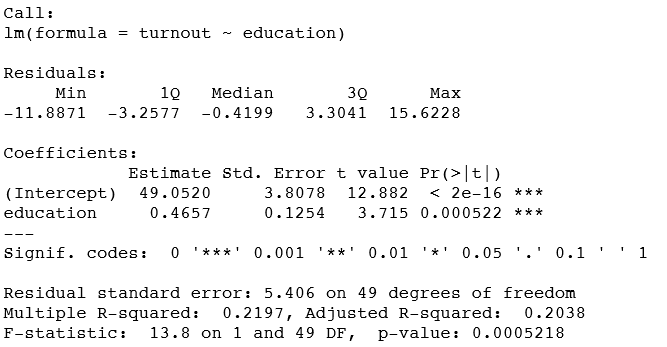 Call:
lm(formula = turnout ~ education)
Residuals:
Min 1Q Median 3Q Max
-11.8871 -3.2577 -0.4199 3.3041 15.6228
Coefficients:
Estimate Std. Error t value Pr(>|t|)
(Intercept) 49.0520 3.8078 12.882 < 2e-16 ***
education 0.4657 0.1254 3.715 0.000522 ***
---
Signif. codes: 0 '***' 0.001 '**' 0.01 '*' 0.05 '.' 0.1 ' ' 1
Residual standard error: 5.406 on 49 degrees of freedom
Multiple R-squared: 0.2197, Adjusted R-squared: 0.2038
F-statistic: 13.8 on 1 and 49 DF, p-value: 0.0005218